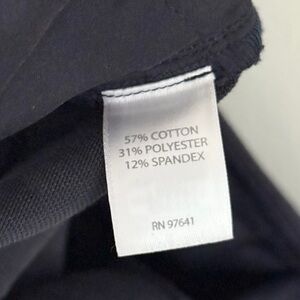 57% COTTON
31% POLYESTER
12% SPANDEX
RN 97641